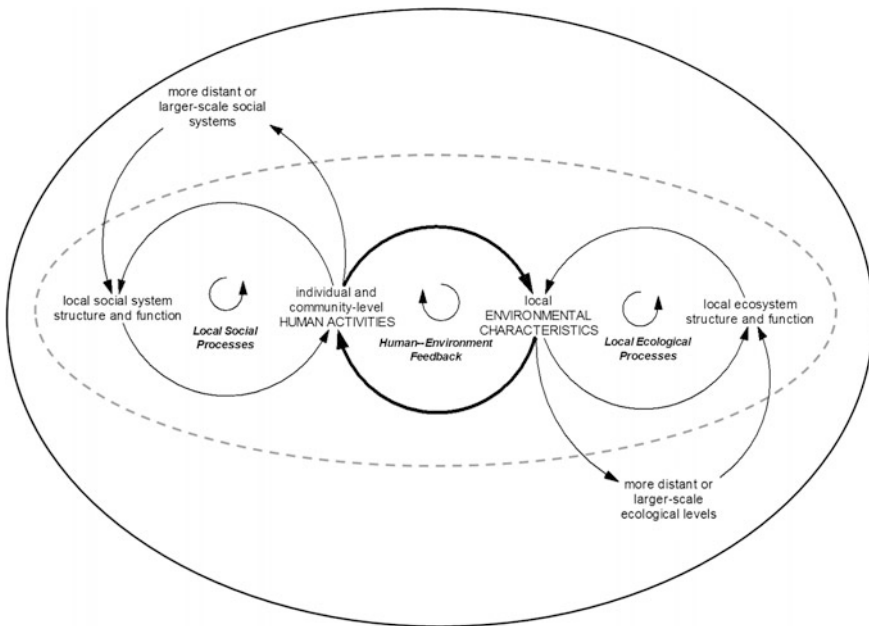 more distant or
larger-scale social
systems
local social system
structure and function
Local Social
Processes
individual and
community-level
HUMAN ACTIVITIES
Human--Environment
Feedback
local
ENVIRONMENTAL
CHARACTERISTICS
Local Ecological
Processes
local ecosystem
structure and function
more distant or
larger-scale
ecological levels